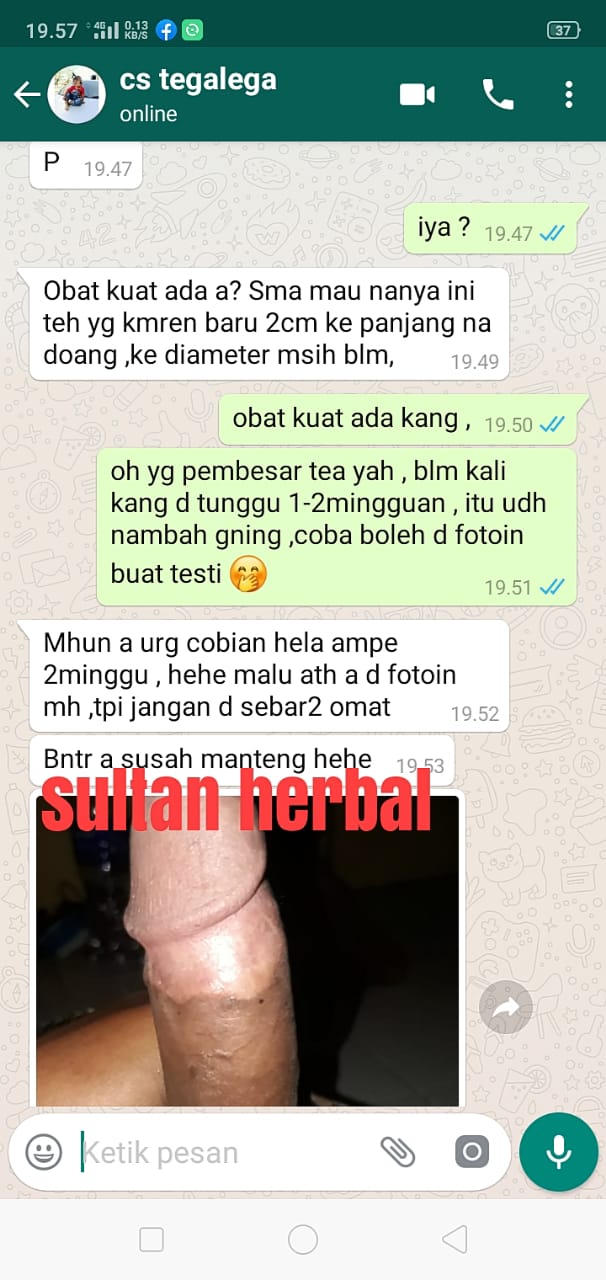 19.57
4G
0.13
KB/S
37
cs tegalega
online
P 19.47
iya ? 19.47
Obat kuat ada a? Sma mau nanya ini
teh yg kmren baru 2cm ke panjang na
doang ,ke diameter msih blm, 19.49
obat kuat ada kang , 19.50
oh yg pembesar tea yah , blm kali
kang d tunggu 1-2mingguan , itu udh
nambah gning ,coba boleh d fotoin
buat testi 🤭 19.51
Mhun a urg cobian hela ampe
2minggu , hehe malu ath a d fotoin
mh ,tpi jangan d sebar2 omat 19.52
Bntr a susah manteng hehe 19.53
sultan herbal
Ketik pesan